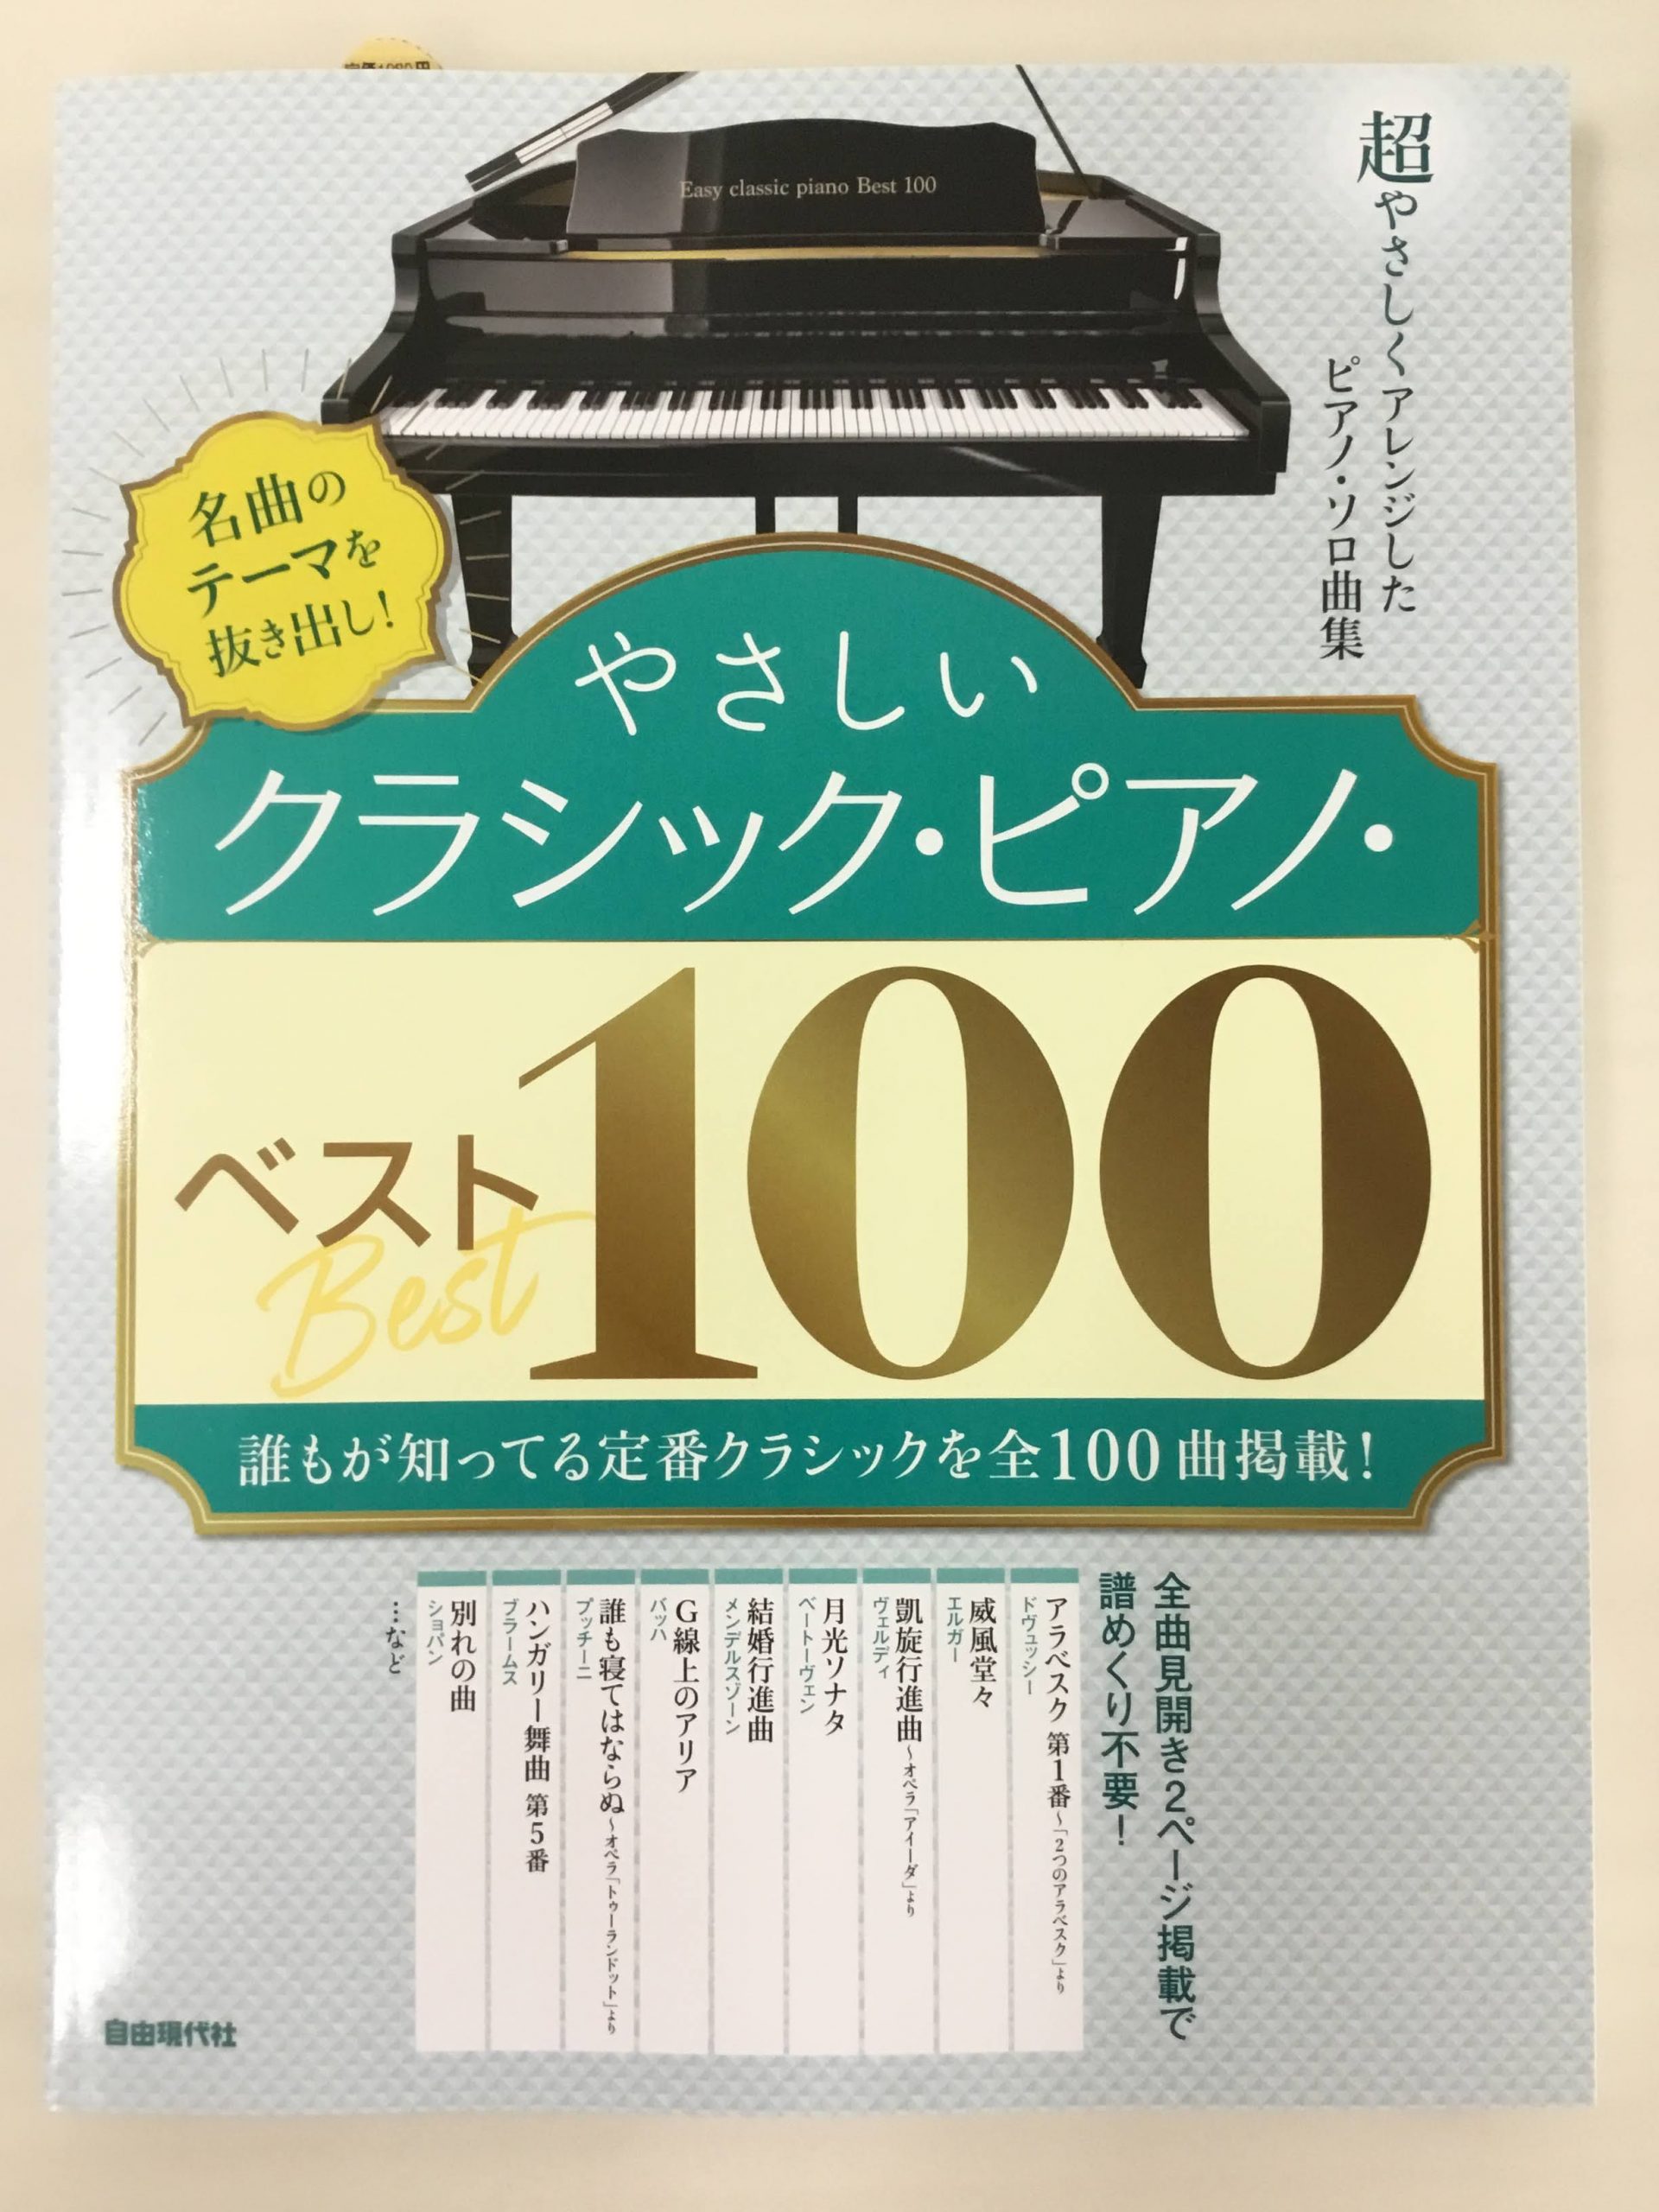 定価1980円
Easy classic piano Best 100
超やさしくアレンジした
ピアノ・ソロ曲集
名曲の
テーマを
抜き出し!
やさしい
クラシック・ピアノ・
ベスト100
Best
誰もが知ってる定番クラシックを全100曲掲載!
全曲見開き2ページ掲載で
譜めくり不要!
アラベスク 第1番~「2つのアラベスク」より
ドヴュッシー
威風堂々
エルガー
凱旋行進曲~オペラ「アイーダ」より
ヴェルディ
月光ソナタ
ベートーヴェン
結婚行進曲
メンデルスゾーン
G線上のアリア
バッハ
誰も寝てはならぬ~オペラ「トゥーランドット」より
プッチーニ
ハンガリー舞曲 第5番
ブラームス
別れの曲
ショパン
…など
自由現代社